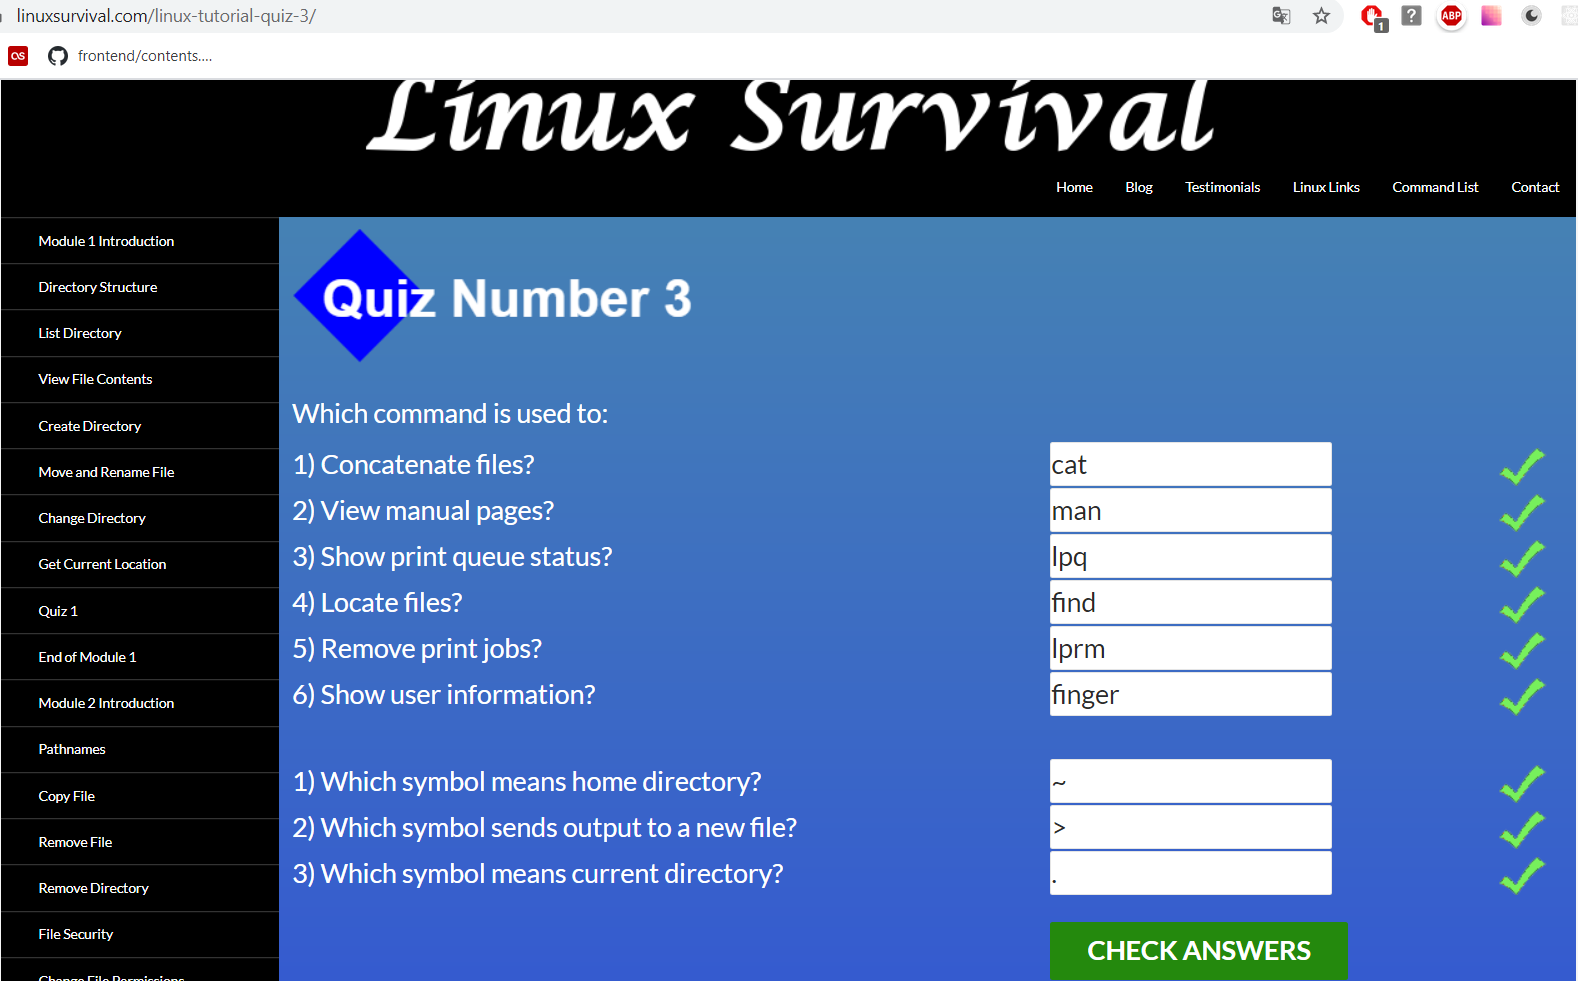 linuxsurvival.com/linux-tutorial-quiz-3/
1
?
ABP
frontend/contents....
Linux Survival
Home Blog Testimonials Linux Links Command List Contact
Module 1 Introduction
Directory Structure
List Directory
View File Contents
Create Directory
Move and Rename File
Change Directory
Get Current Location
Quiz 1
End of Module 1
Module 2 Introduction
Pathnames
Copy File
Remove File
Remove Directory
File Security
Change File Permissions
Quiz Number 3
Which command is used to:
1) Concatenate files? cat
2) View manual pages? man
3) Show print queue status? lpq
4) Locate files? find
5) Remove print jobs? lprm
6) Show user information? finger
1) Which symbol means home directory? ~
2) Which symbol sends output to a new file? >
3) Which symbol means current directory? .
CHECK ANSWERS